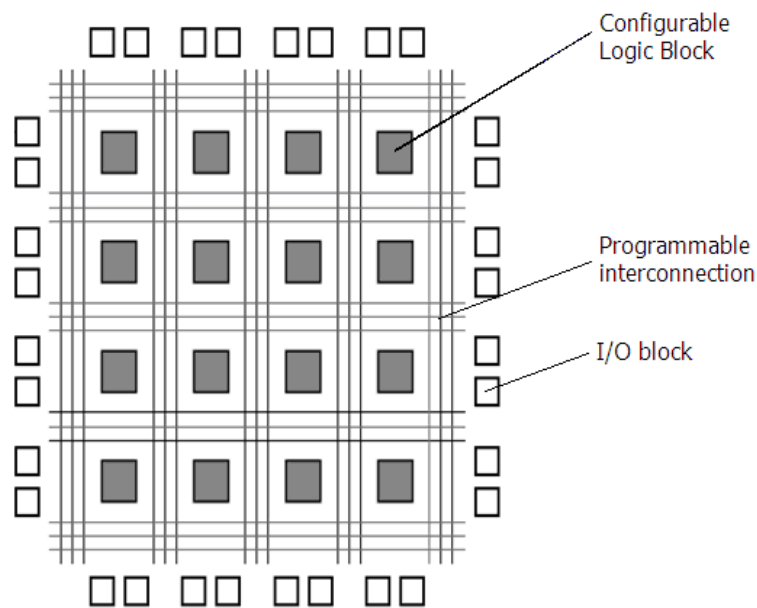 Configurable
Logic Block
Programmable
interconnection
I/O block